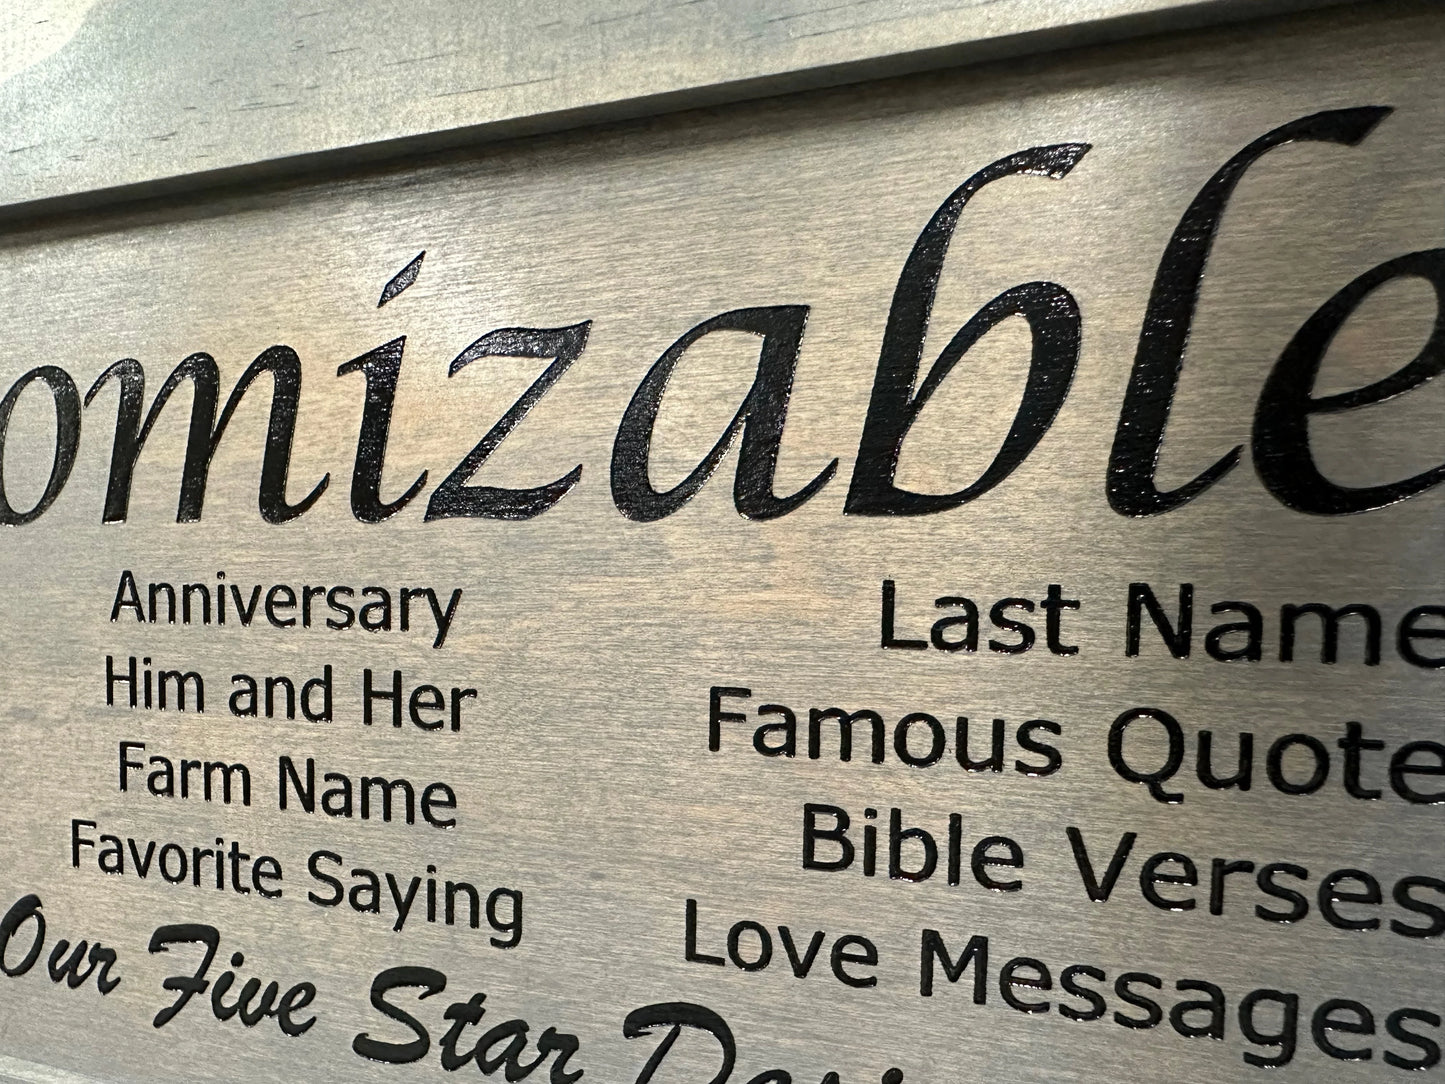 omizable
Anniversary
Last Name
Him and Her
Famous Quote
Farm Name
Bible Verses
Favorite Saying
Love Messages
Our Five Star Desi